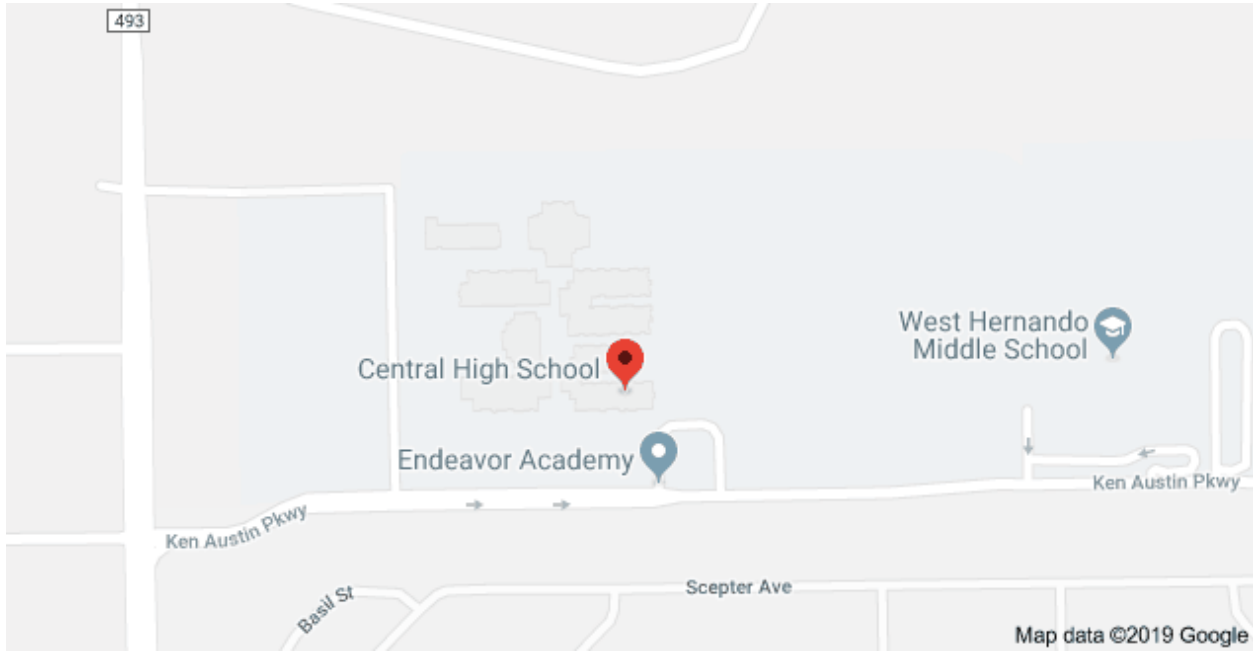 493
West Hernando
Middle School
Central High School
Endeavor Academy
Ken Austin Pkwy
Ken Austin Pkwy
Basil St
Scepter Ave
Map data ©2019 Google